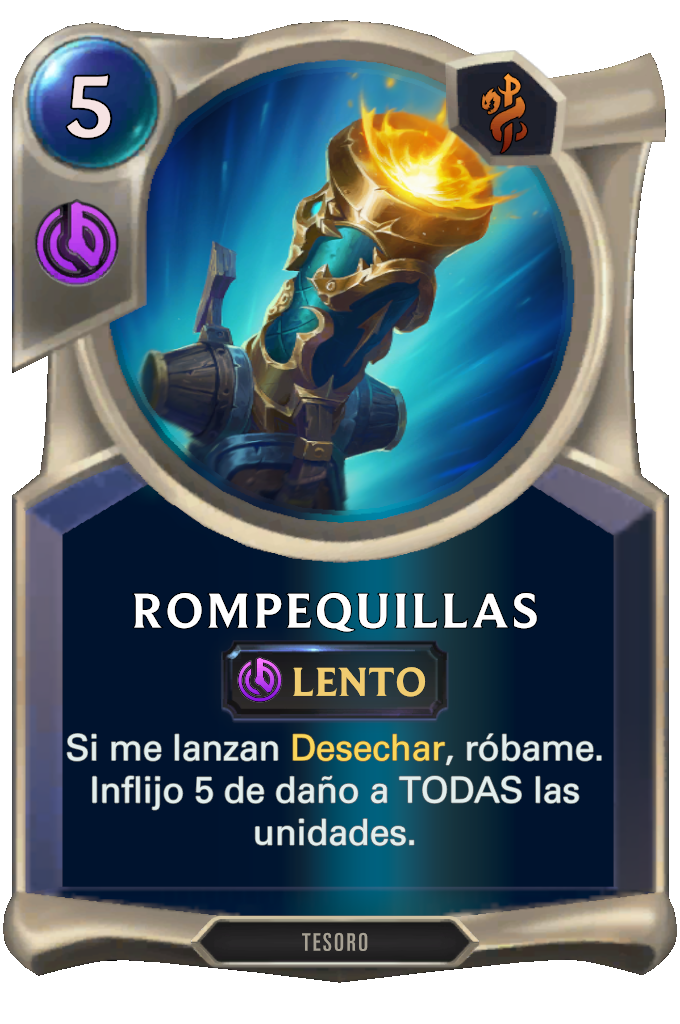 5
ROMPEQUILLAS
LENTO
Si me lanzan Desechar, róbame.
Inflijo 5 de daño a TODAS las
unidades.
TESORO